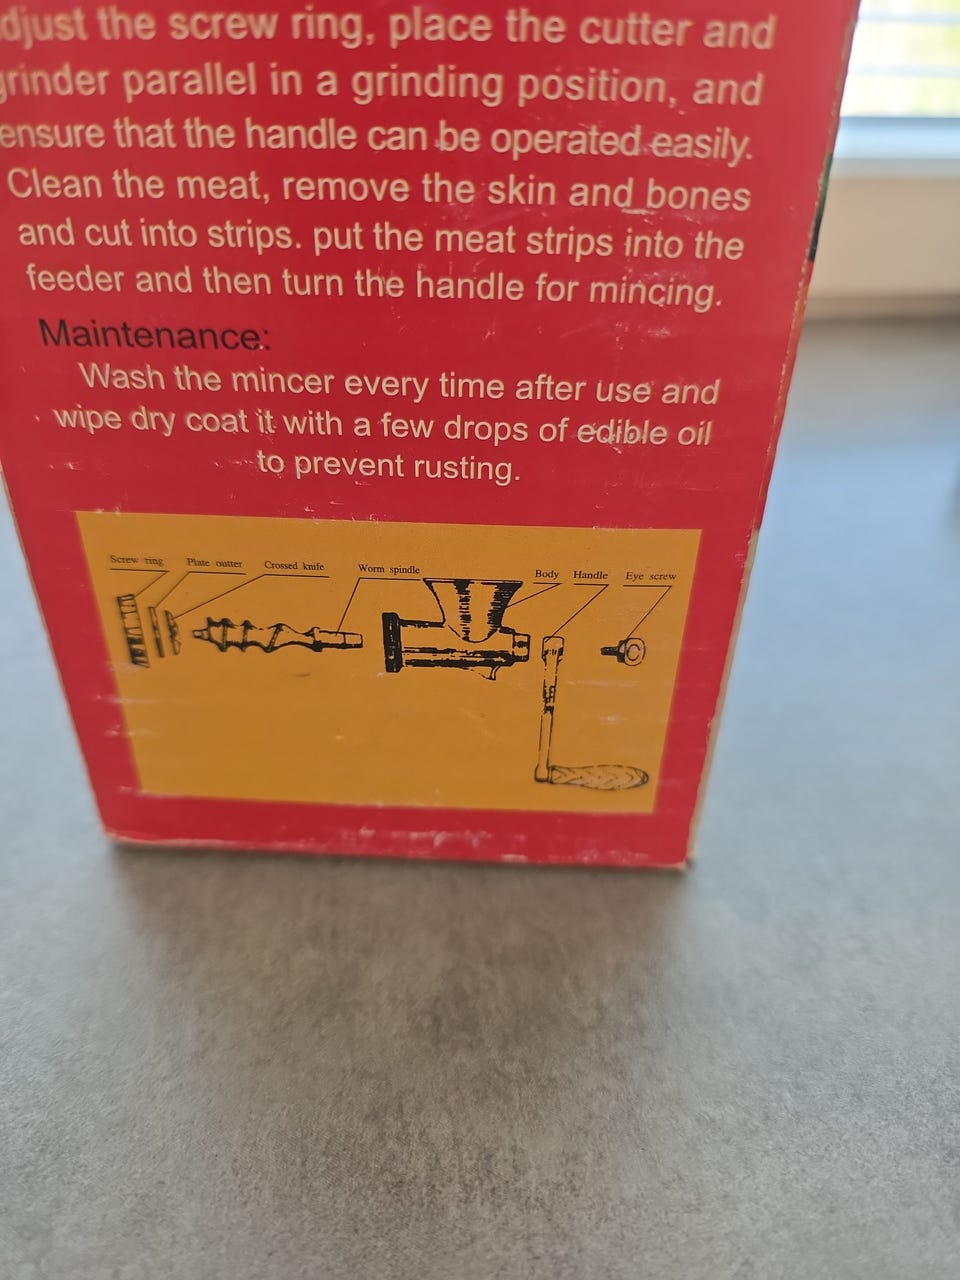 djust the screw ring, place the cutter and
grinder parallel in a grinding position, and
ensure that the handle can be operated easily.
Clean the meat, remove the skin and bones
and cut into strips. put the meat strips into the
feeder and then turn the handle for mincing.
Maintenance:
Wash the mincer every time after use and
wipe dry coat it with a few drops of edible oil
to prevent rusting.
Screw ring Plate outter Crossed knife Worm spindle Body Handle Eye screw